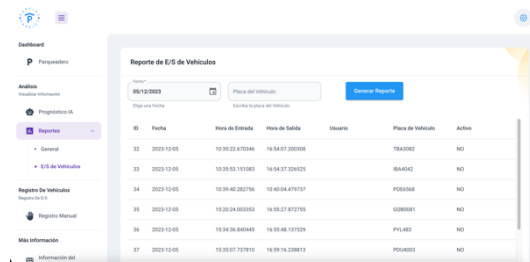 Dashboard
Parqueadero
Análisis
Visualizar Información
Prognóstico IA
Reportes
General
E/S de Vehículos
Registro De Vehículos
Registro De E/S
Registro Manual
Más Información
Información del
Reporte de E/S de Vehículos
Fecha *
05/12/2023
Placa del Vehículo
Generar Reporte
Elige una Fecha
Escribe la placa del Vehículo
ID Fecha Hora de Entrada Hora de Salida Usuario Placa de Vehículo Activo
32 2023-12-05 10:35:22.670346 16:54:07.200308 TBA3082 NO
33 2023-12-05 10:35:53.151083 16:54:37.326525 IBA4042 NO
34 2023-12-05 10:39:40.282756 10:40:04.479737 PDE6568 NO
35 2023-12-05 15:20:24.003353 16:55:27.872755 GOB0081 NO
36 2023-12-05 15:34:36.840445 16:55:48.137329 PYL483 NO
37 2023-12-05 15:35:07.737810 16:59:16.238813 PDU4003 NO